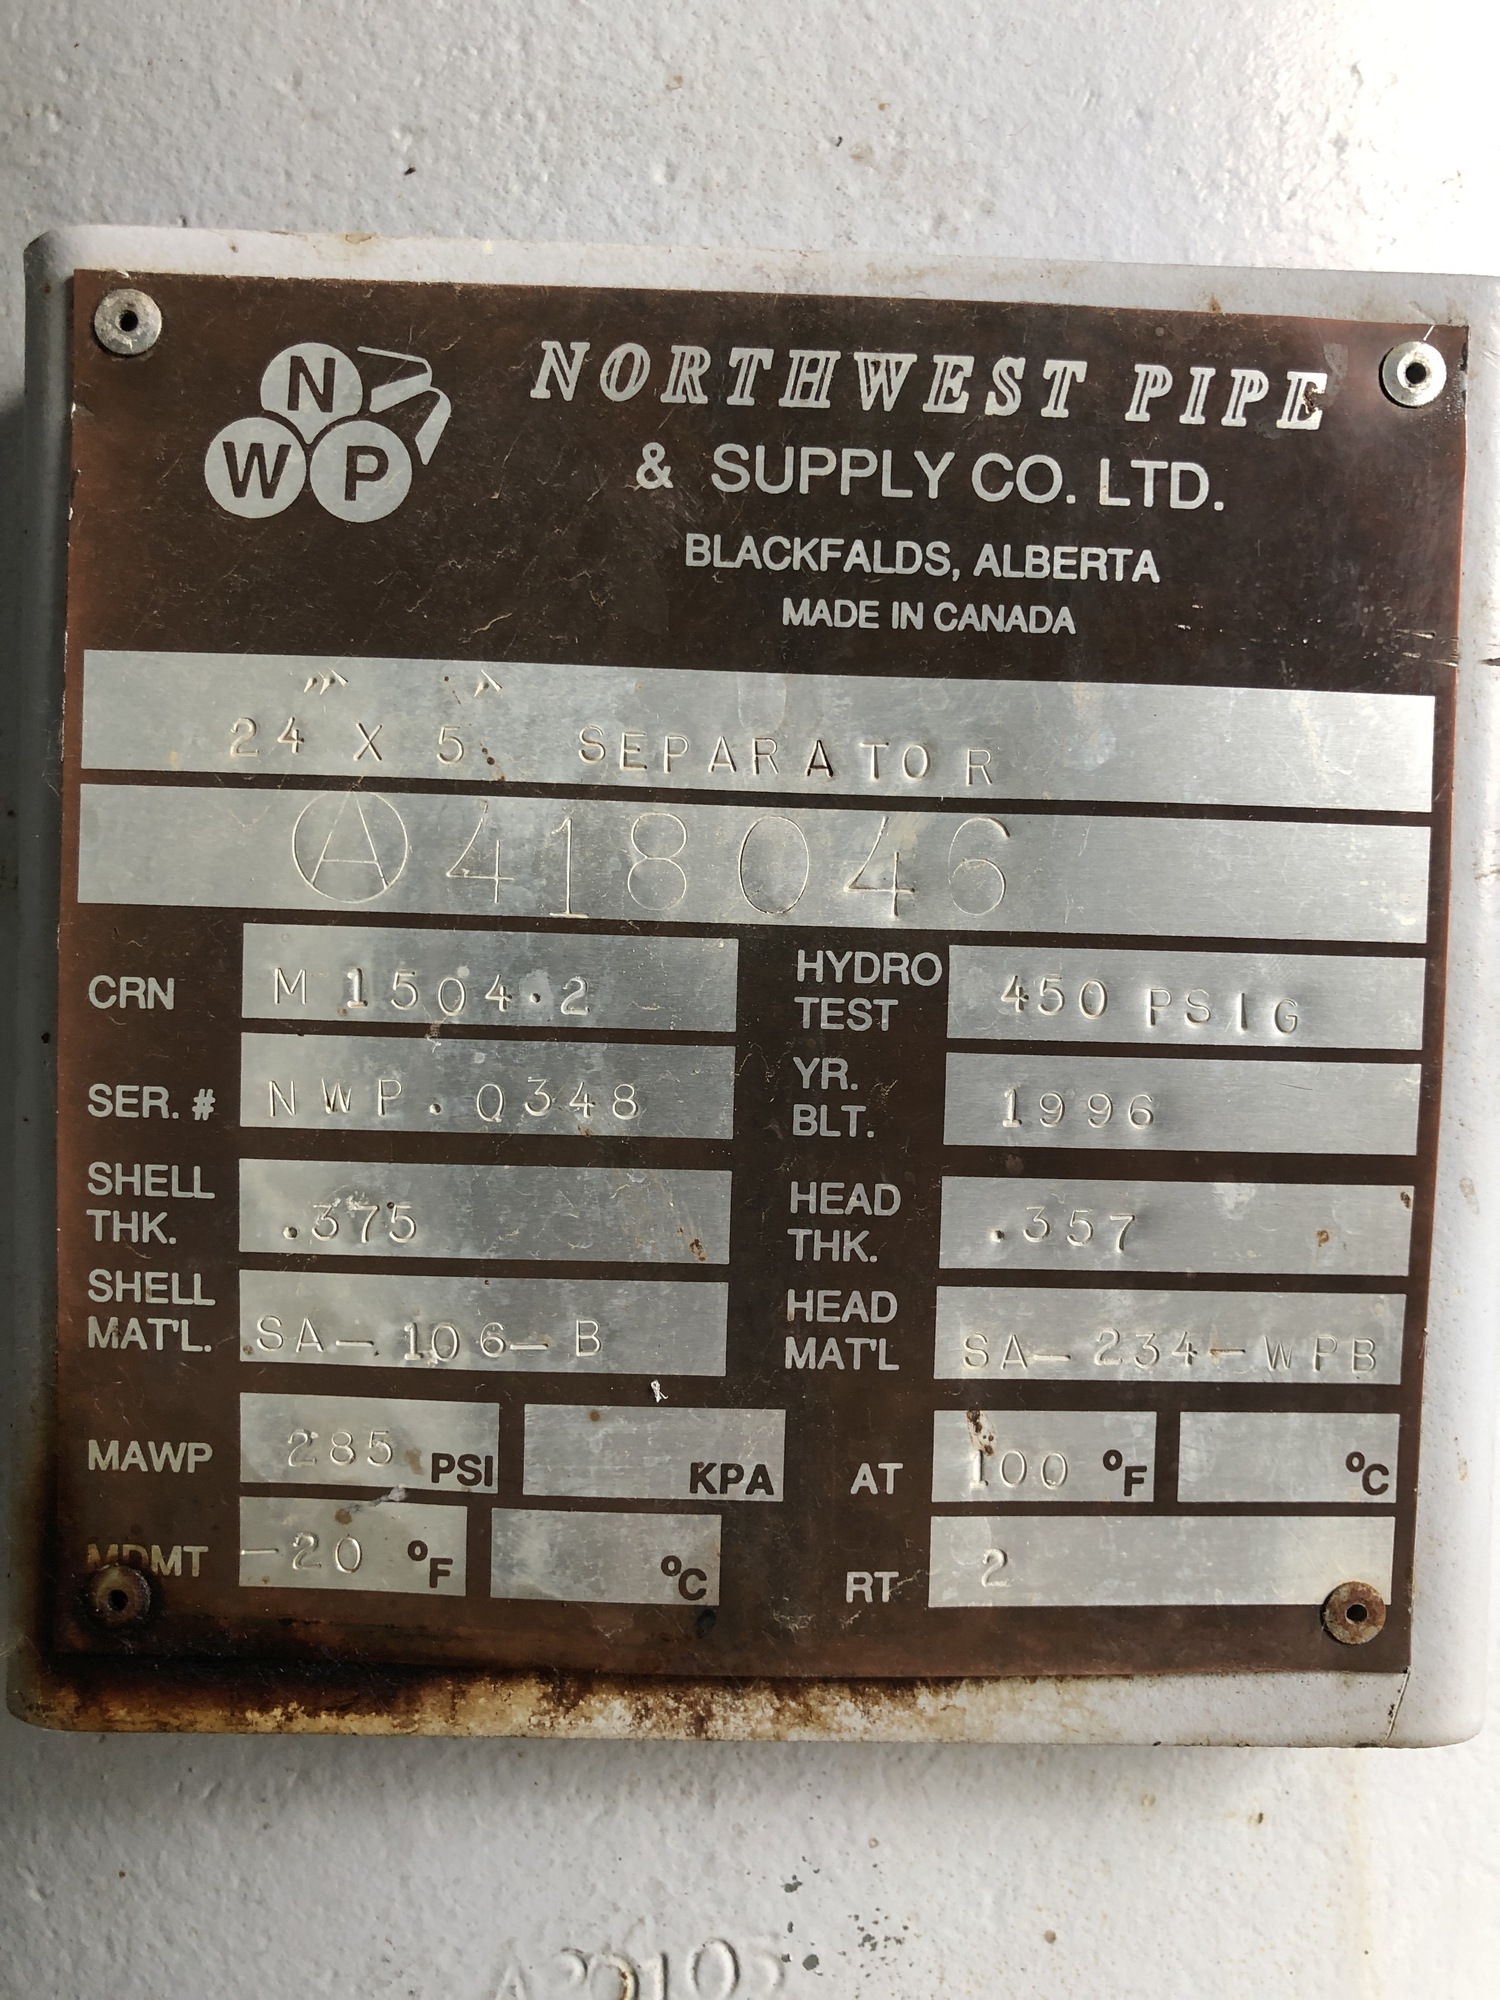 N
W P
NORTHWEST PIPE
& SUPPLY CO. LTD.
BLACKFALDS, ALBERTA
MADE IN CANADA
24" X 5' SEPARATOR
Ⓐ 418046
CRN M 1504.2
HYDRO TEST 450 PSIG
SER. # NWP. Q348
YR. BLT. 1996
SHELL THK. .375
HEAD THK. .357
SHELL MAT'L. SA-106-B
HEAD MAT'L SA-234-WPB
MAWP 285 PSI KPA AT 100 °F °C
MDMT -20 °F °C RT 2